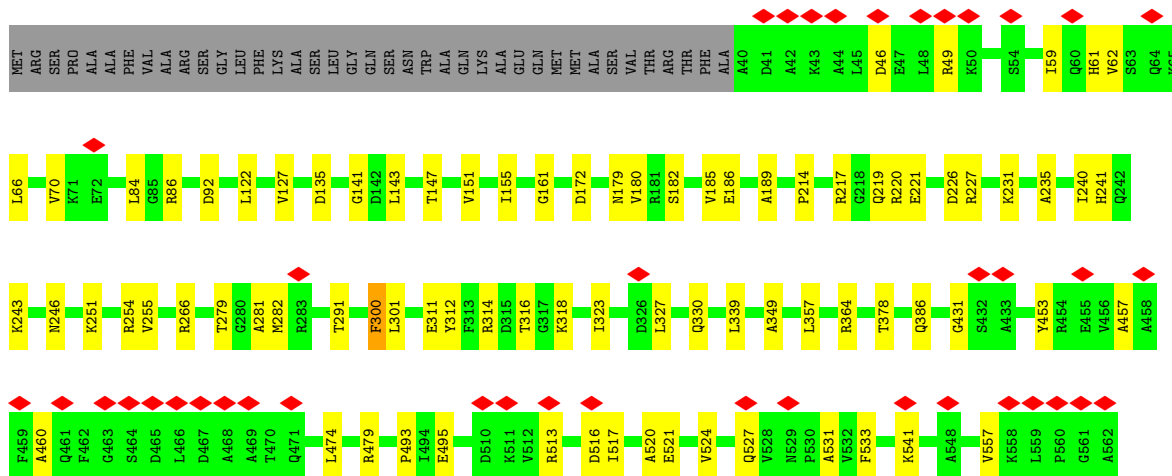 MET ARG SER PRO ALA ALA PHE VAL ALA ARG SER GLY LEU PHE LYS ALA SER LEU GLY GLN SER ASN TRP ALA GLN LYS ALA GLU GLN MET MET ALA SER VAL THR ARG THR PHE ALA A40 D41 A42 K43 A44 L45 D46 E47 L48 R49 K50 S54 I59 Q60 H61 V62 S63 Q64 K65
L66 V70 K71 E72 L84 G85 R86 D92 L122 V127 D135 G141 D142 L143 T147 V151 I155 G161 D172 N179 V180 R181 S182 V185 E186 A189 P214 R217 G218 Q219 R220 E221 D226 R227 K231 A235 I240 H241 Q242
K243 N246 K251 R254 V255 R266 T279 G280 A281 M282 R283 T291 F300 L301 E311 Y312 F313 R314 D315 T316 G317 K318 I323 D326 L327 Q330 L339 A349 L357 R364 T378 Q386 G431 S432 A433 Y453 R454 E455 V456 A457 A458
F459 A460 Q461 F462 G463 S464 D465 L466 D467 A468 A469 T470 Q471 L474 R479 P493 I494 E495 D510 K511 V512 R513 D516 I517 A520 E521 V524 Q527 V528 N529 P530 A531 V532 F533 K541 A548 V557 K558 L559 P560 G561 A562